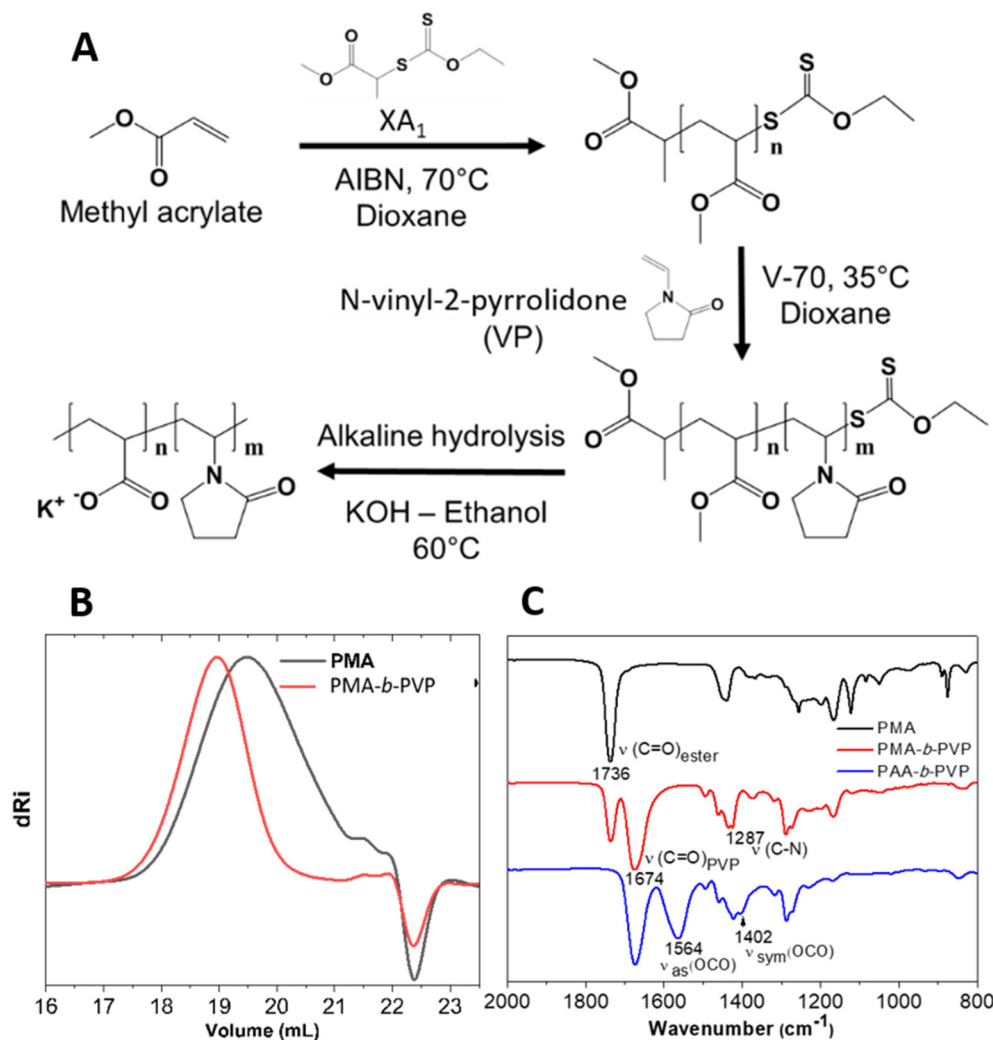 A
O
O
S
S
O
XA₁
AIBN, 70°C
Dioxane
O
O
Methyl acrylate
O
O
n
S
S
O
O
O
N-vinyl-2-pyrrolidone
(VP)
N
O
V-70, 35°C
Dioxane
Alkaline hydrolysis
KOH – Ethanol
60°C
n
m
K⁺ ⁻O
O
N
O
O
O
n
m
S
S
O
O
O
N
O
B
PMA
PMA-b-PVP
dRi
16 17 18 19 20 21 22 23
Volume (mL)
C
PMA
PMA-b-PVP
PAA-b-PVP
ν (C=O)ester
1736
1287
ν (C-N)
ν (C=O)PVP
1674
1564
1402
ν as(OCO)
ν sym(OCO)
2000 1800 1600 1400 1200 1000 800
Wavenumber (cm⁻¹)